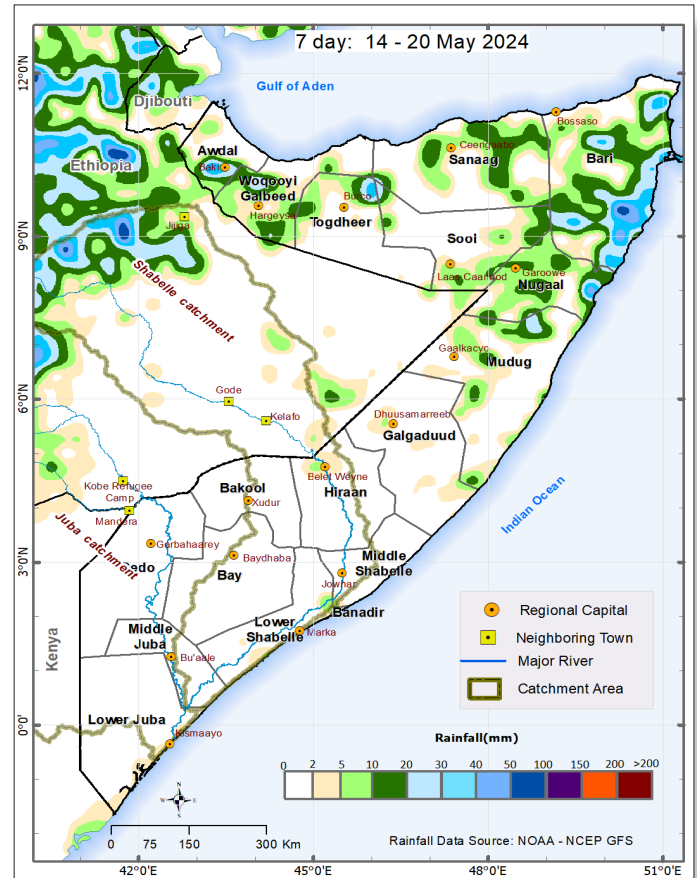 7 day: 14 - 20 May 2024
12°0'N
9°0'N
6°0'N
3°0'N
0°0'
Gulf of Aden
Djibouti
Ethiopia
Bossaso
Awdal
Baki
Ceerigaabo
Sanaag
Bari
Woqooyi
Galbeed
Burco
Hargeysa
Togdheer
Jijiga
Sool
Laas Caanood
Garoowe
Nugaal
Shabelle catchment
Gaalkacyo
Mudug
Gode
Kelafo
Dhuusamarreeb
Galgaduud
Indian Ocean
Kobe Refugee
Camp
Mandera
Belet Weyne
Bakool
Xudur
Hiraan
Juba catchment
Gurbahaarey
Gedo
Baydhaba
Bay
Middle
Shabelle
Jowhar
Banadir
Lower
Shabelle
Marka
Middle
Juba
Bu'aale
Kenya
Lower Juba
Kismaayo
Regional Capital
Neighboring Town
Major River
Catchment Area
Rainfall(mm)
0 2 5 10 20 30 40 50 100 150 200 >200
N
W E
S
0 75 150 300 Km
Rainfall Data Source: NOAA - NCEP GFS
42°0'E 45°0'E 48°0'E 51°0'E